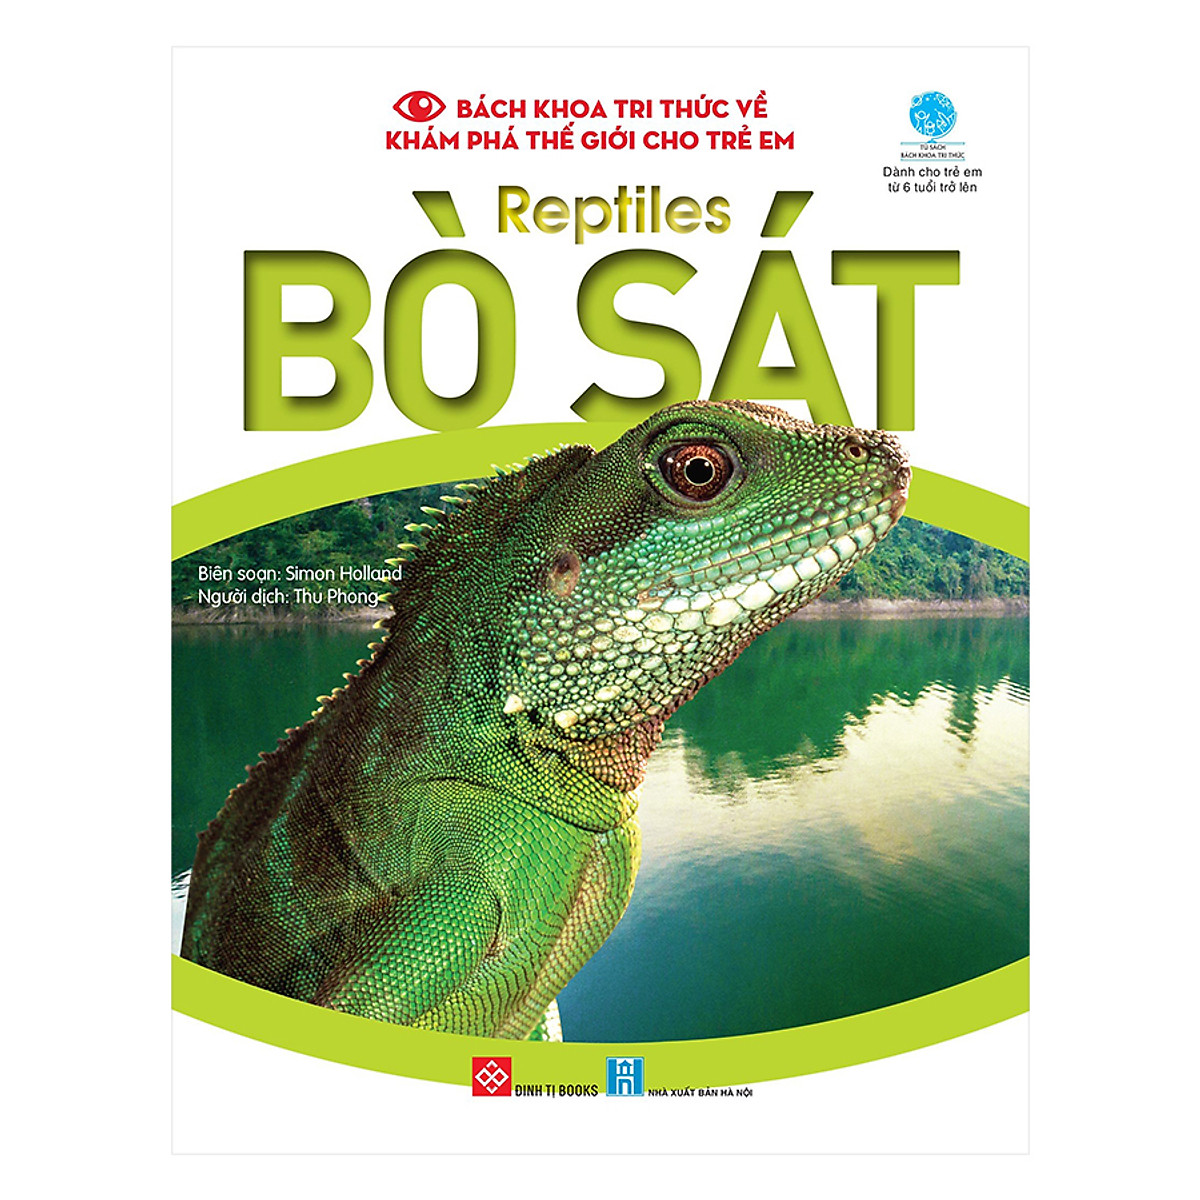 BÁCH KHOA TRI THỨC VỀ
KHÁM PHÁ THẾ GIỚI CHO TRẺ EM
TỦ SÁCH
BÁCH KHOA TRI THỨC
Dành cho trẻ em
từ 6 tuổi trở lên
Reptiles
BÒ SÁT
Biên soạn: Simon Holland
Người dịch: Thu Phong
ĐINH TỊ BOOKS
NHÀ XUẤT BẢN HÀ NỘI